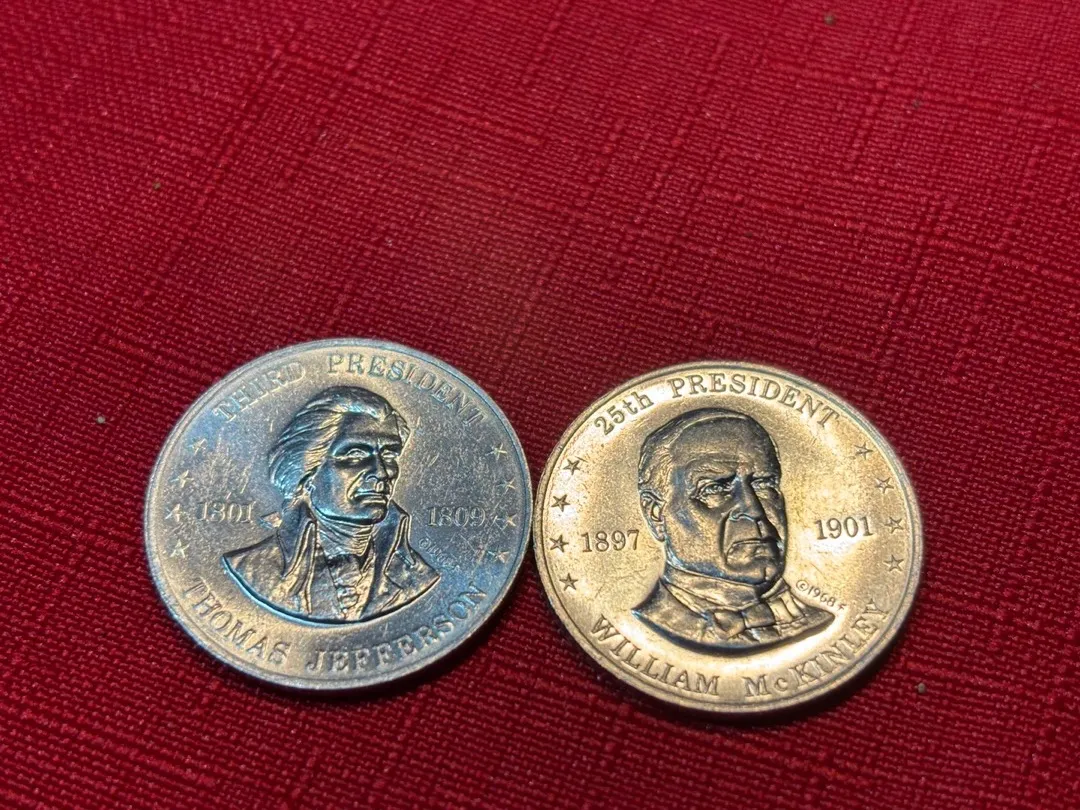 THIRD PRESIDENT
1801 1809
THOMAS JEFFERSON
25th PRESIDENT
1897 1901
©1968 F
WILLIAM McKINLEY